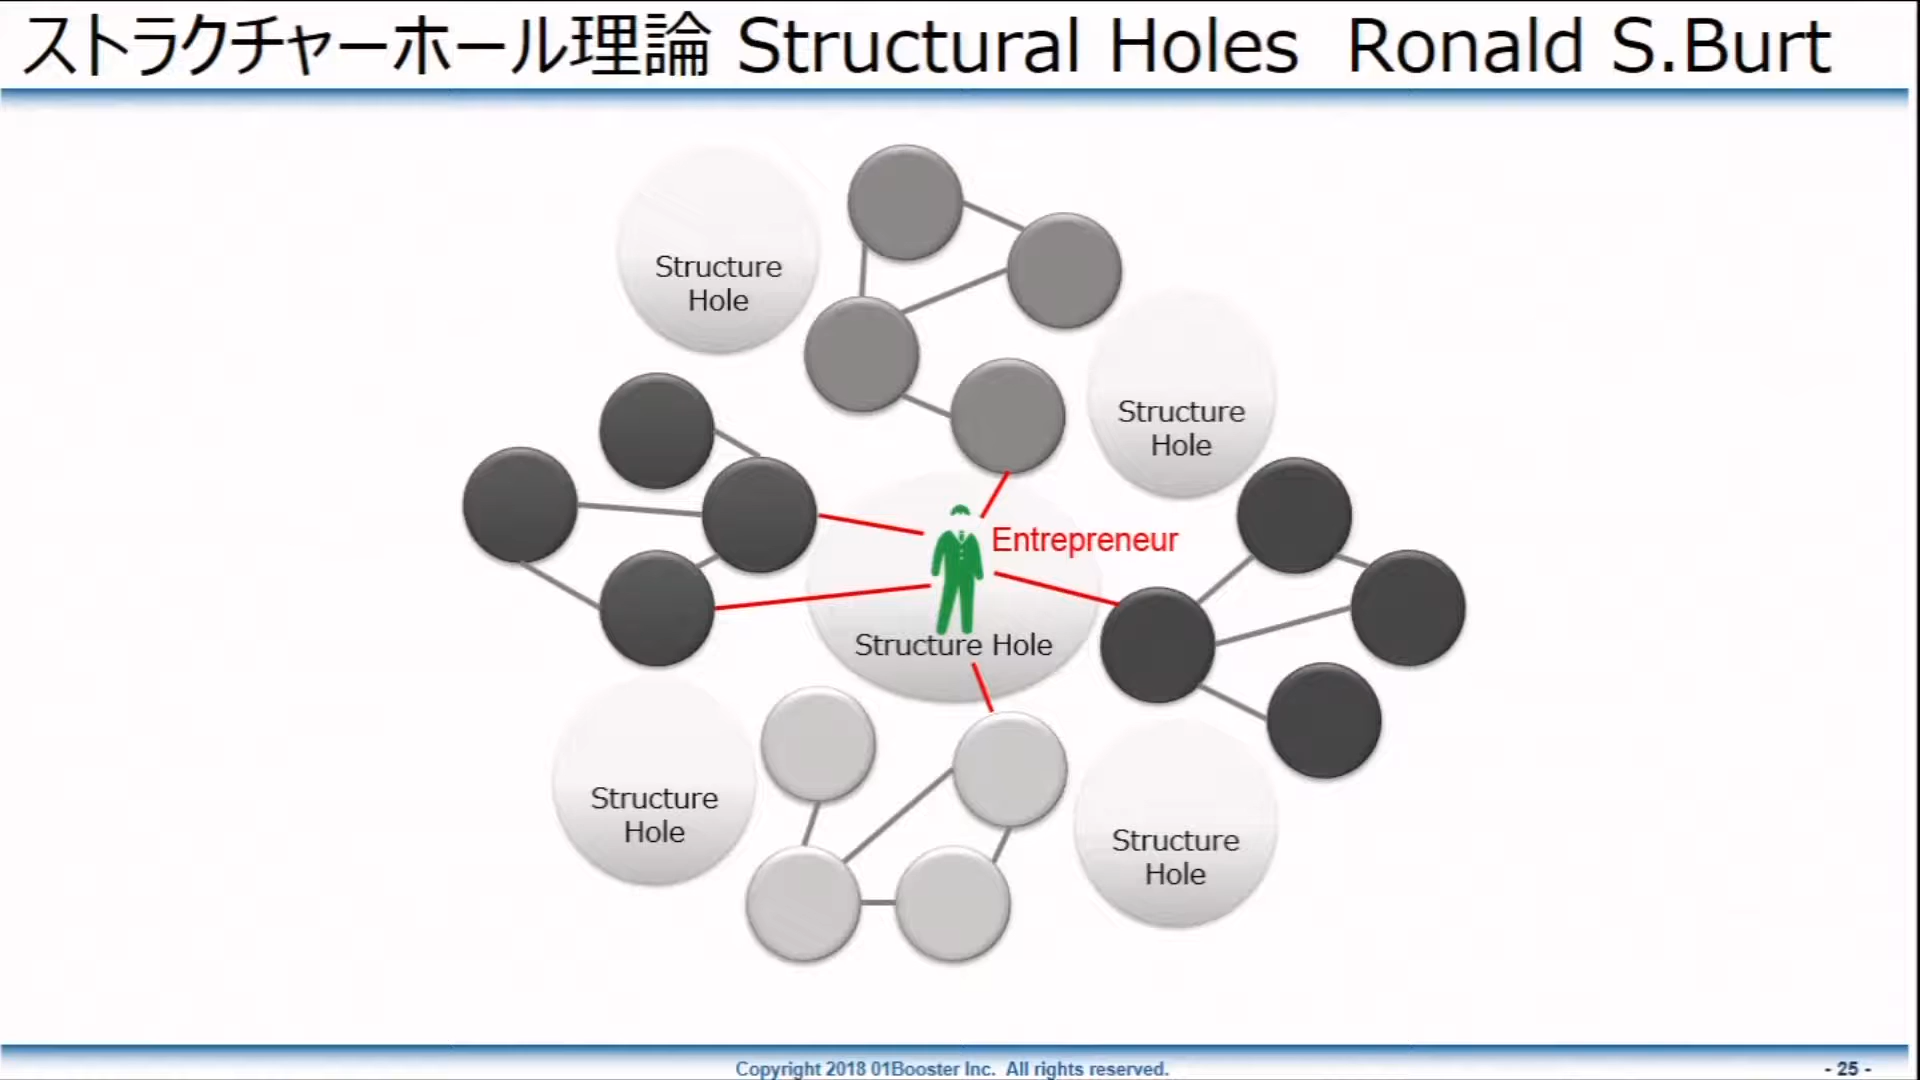 ストラクチャーホール理論 Structural Holes Ronald S.Burt
Structure
Hole
Structure
Hole
Entrepreneur
Structure Hole
Structure
Hole
Structure
Hole
Copyright 2018 01Booster Inc. All rights reserved.
- 25 -